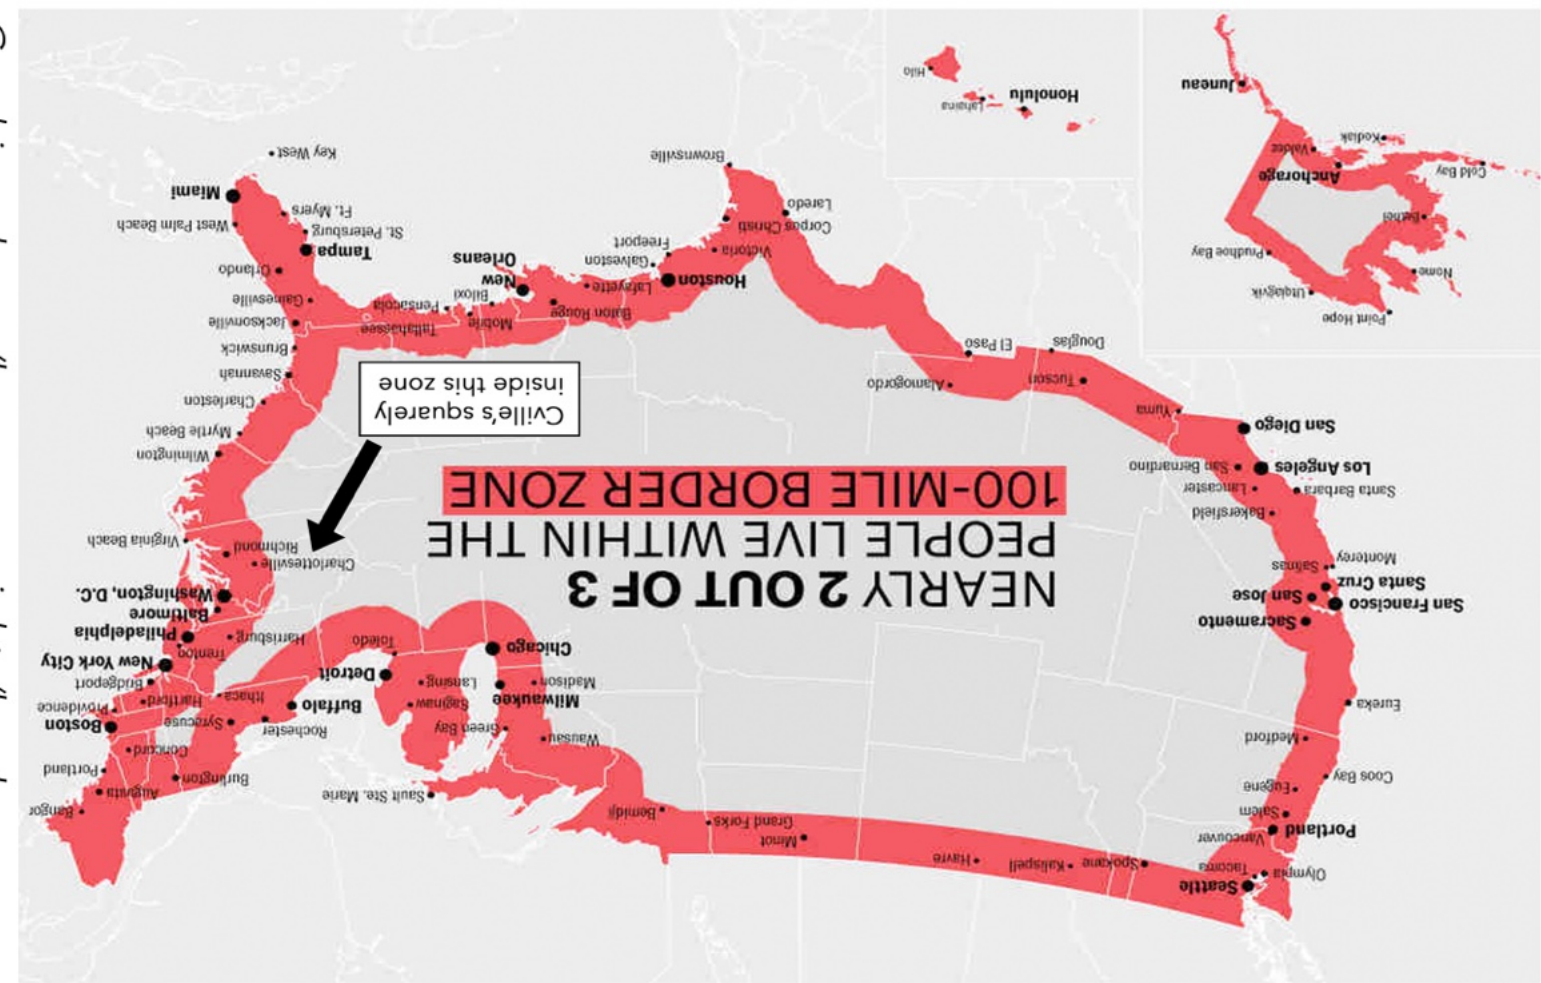 NEARLY 2 OUT OF 3
PEOPLE LIVE WITHIN THE
100-MILE BORDER ZONE
Cville's squarely
inside this zone
Seattle
Olympia
Tacoma
Spokane
Kalispell
Havre
Minot
Grand Forks
Bemidji
Vancouver
Portland
Salem
Eugene
Coos Bay
Medford
Eureka
Sacramento
San Francisco
San Jose
Santa Cruz
Salinas
Monterey
Bakersfield
Lancaster
Santa Barbara
Los Angeles
San Bernardino
San Diego
Yuma
Tucson
Douglas
Alamogordo
El Paso
Laredo
Corpus Christi
Brownsville
Victoria
Houston
Freeport
Galveston
Lafayette
Baton Rouge
New
Orleans
Biloxi
Mobile
Pensacola
Tallahassee
Sault Ste. Marie
Wausau
Green Bay
Madison
Milwaukee
Chicago
Saginaw
Lansing
Detroit
Toledo
Buffalo
Rochester
Syracuse
Ithaca
Burlington
Bangor
Augusta
Portland
Concord
Boston
Providence
Hartford
Bridgeport
New York City
Trenton
Harrisburg
Philadelphia
Baltimore
Washington, D.C.
Charlottesville
Richmond
Virginia Beach
Wilmington
Myrtle Beach
Charleston
Savannah
Brunswick
Jacksonville
Gainesville
Orlando
Tampa
St. Petersburg
Ft. Myers
West Palm Beach
Miami
Key West
Point Hope
Utqiagvik
Prudhoe Bay
Nome
Bethel
Cold Bay
Anchorage
Valdez
Kodiak
Juneau
Honolulu
Lahaina
Hilo